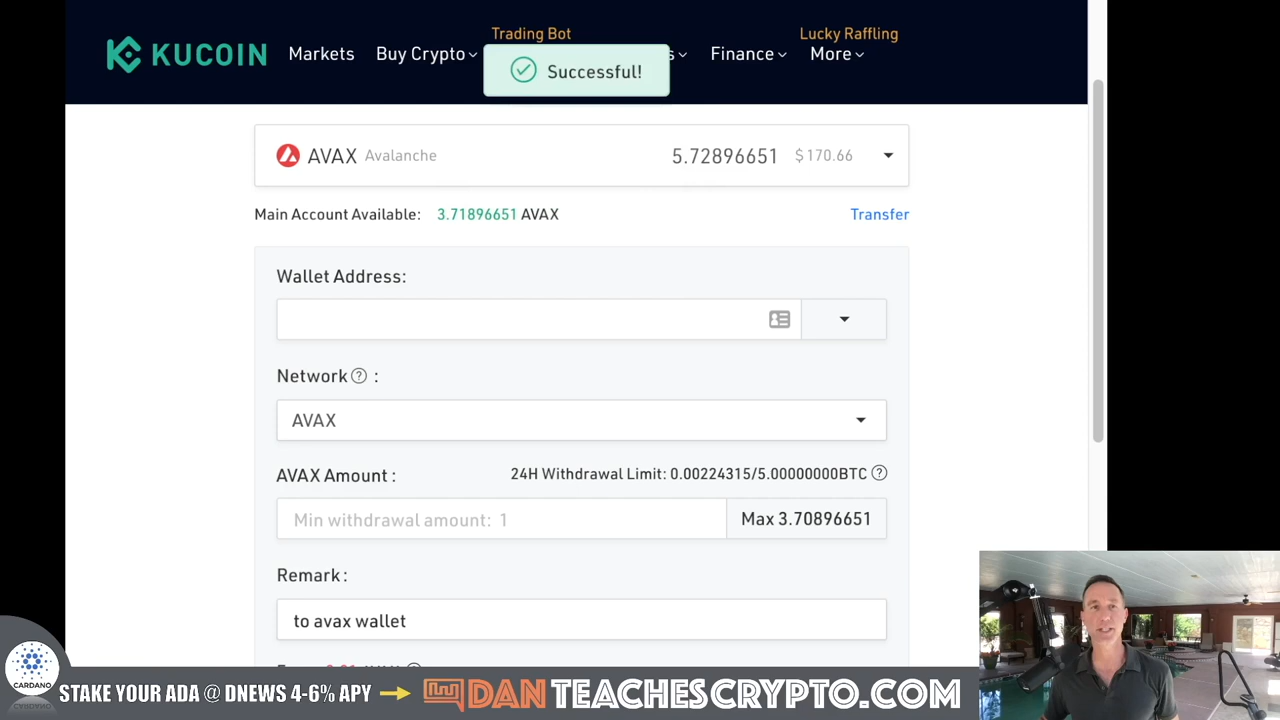 Trading Bot
Lucky Raffling
KUCOIN Markets Buy Crypto s Finance More
Successful!
AVAX Avalanche 5.72896651 $ 170.66
Main Account Available: 3.71896651 AVAX Transfer
Wallet Address:
Network ? :
AVAX
AVAX Amount : 24H Withdrawal Limit: 0.00224315/5.00000000BTC ?
Min withdrawal amount: 1 Max 3.70896651
Remark :
to avax wallet
CARDANO
STAKE YOUR ADA @ DNEWS 4-6% APY DANTEACHESCRYPTO.COM